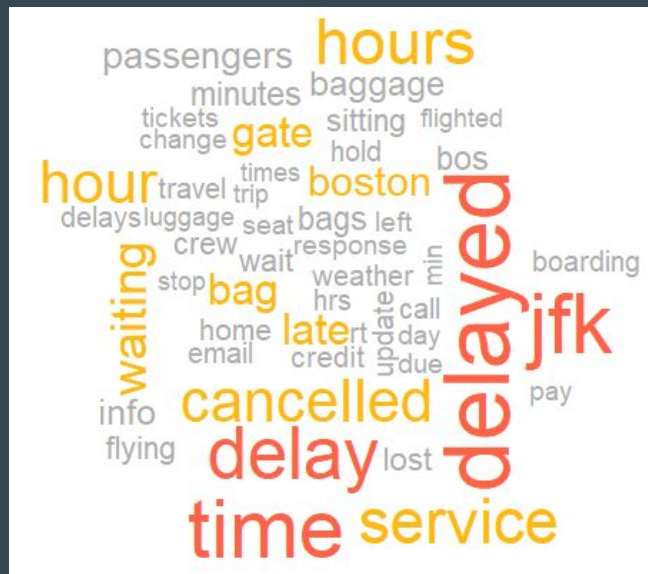 hours
passengers
minutes
baggage
tickets
sitting
flighted
change
gate
hold
bos
hour
travel
times
trip
boston
delays
luggage
seat
bags
left
delayed
crew
wait
response
min
boarding
waiting
stop
bag
weather
hrs
update
call
jfk
home
late
rt
day
email
credit
due
cancelled
pay
info
flying
delay
lost
time
service